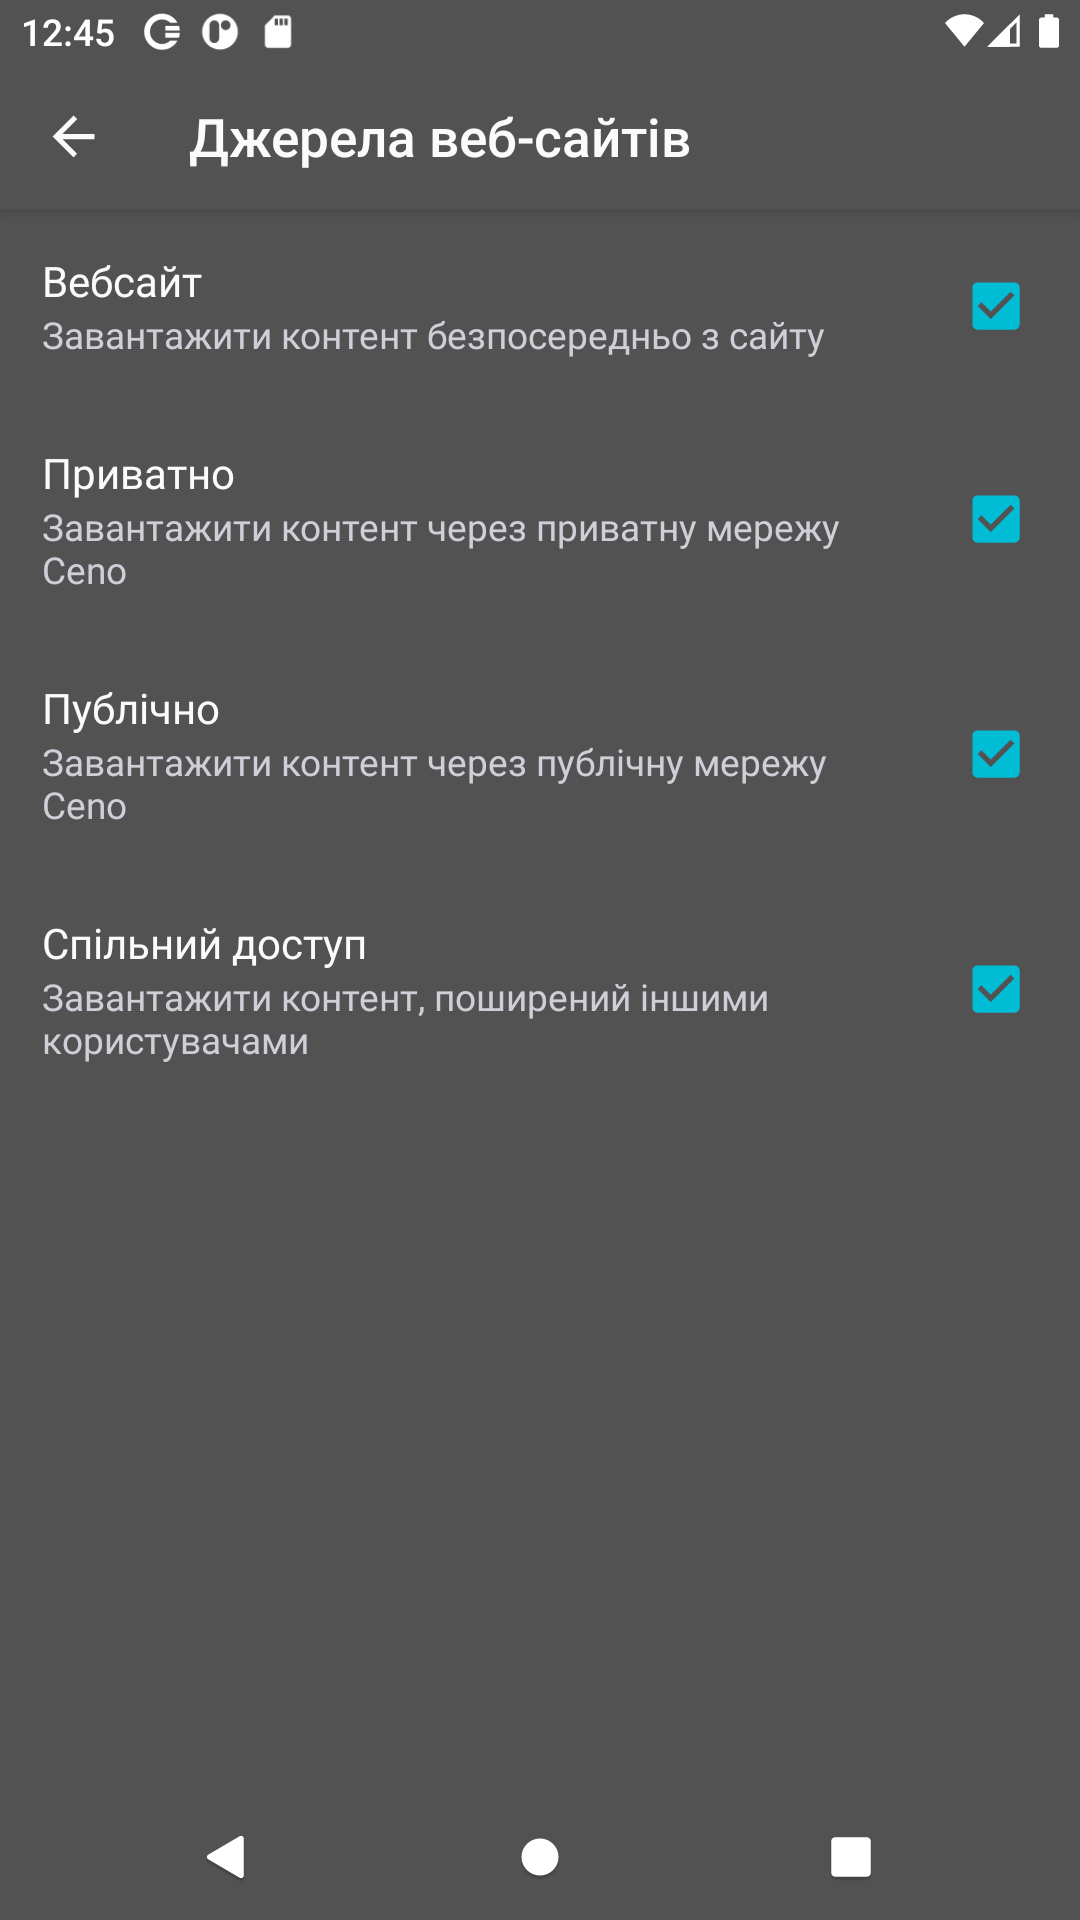 12:45
Джерела веб-сайтів
Вебсайт
Завантажити контент безпосередньо з сайту
Приватно
Завантажити контент через приватну мережу
Ceno
Публічно
Завантажити контент через публічну мережу
Ceno
Спільний доступ
Завантажити контент, поширений іншими
користувачами